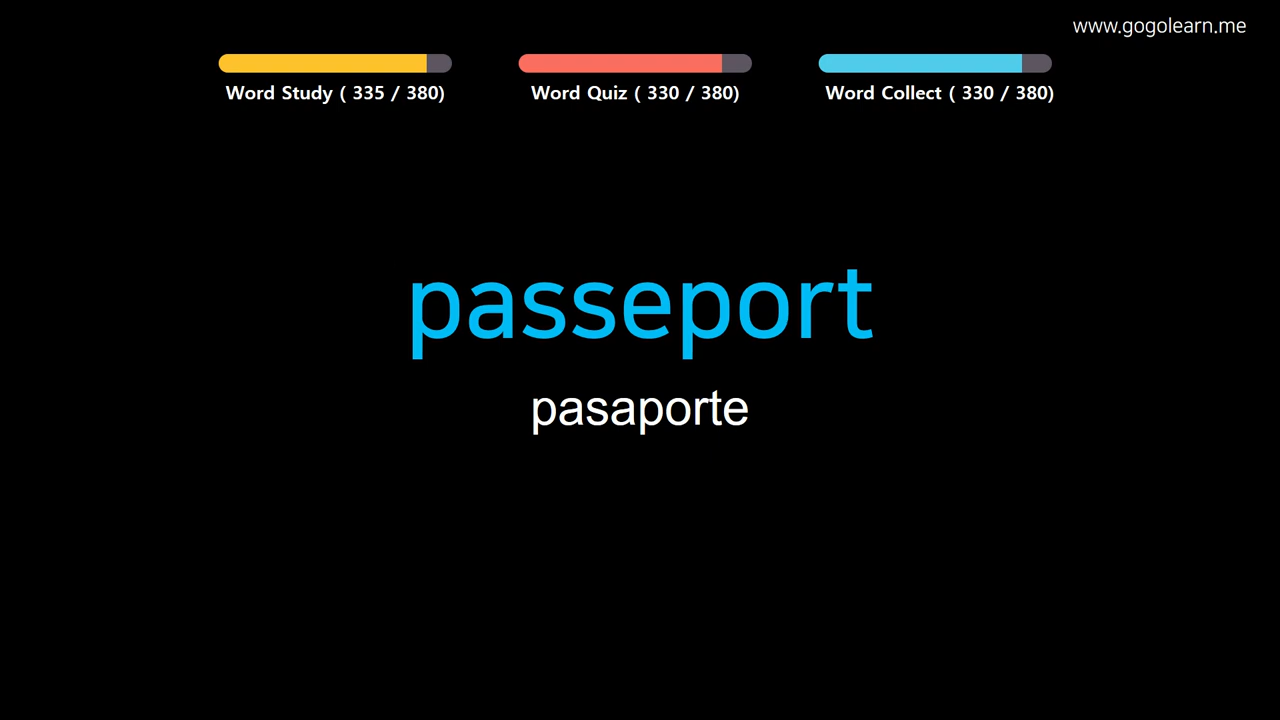 www.gogolearn.me
Word Study ( 335 / 380)
Word Quiz ( 330 / 380)
Word Collect ( 330 / 380)
passeport
pasaporte